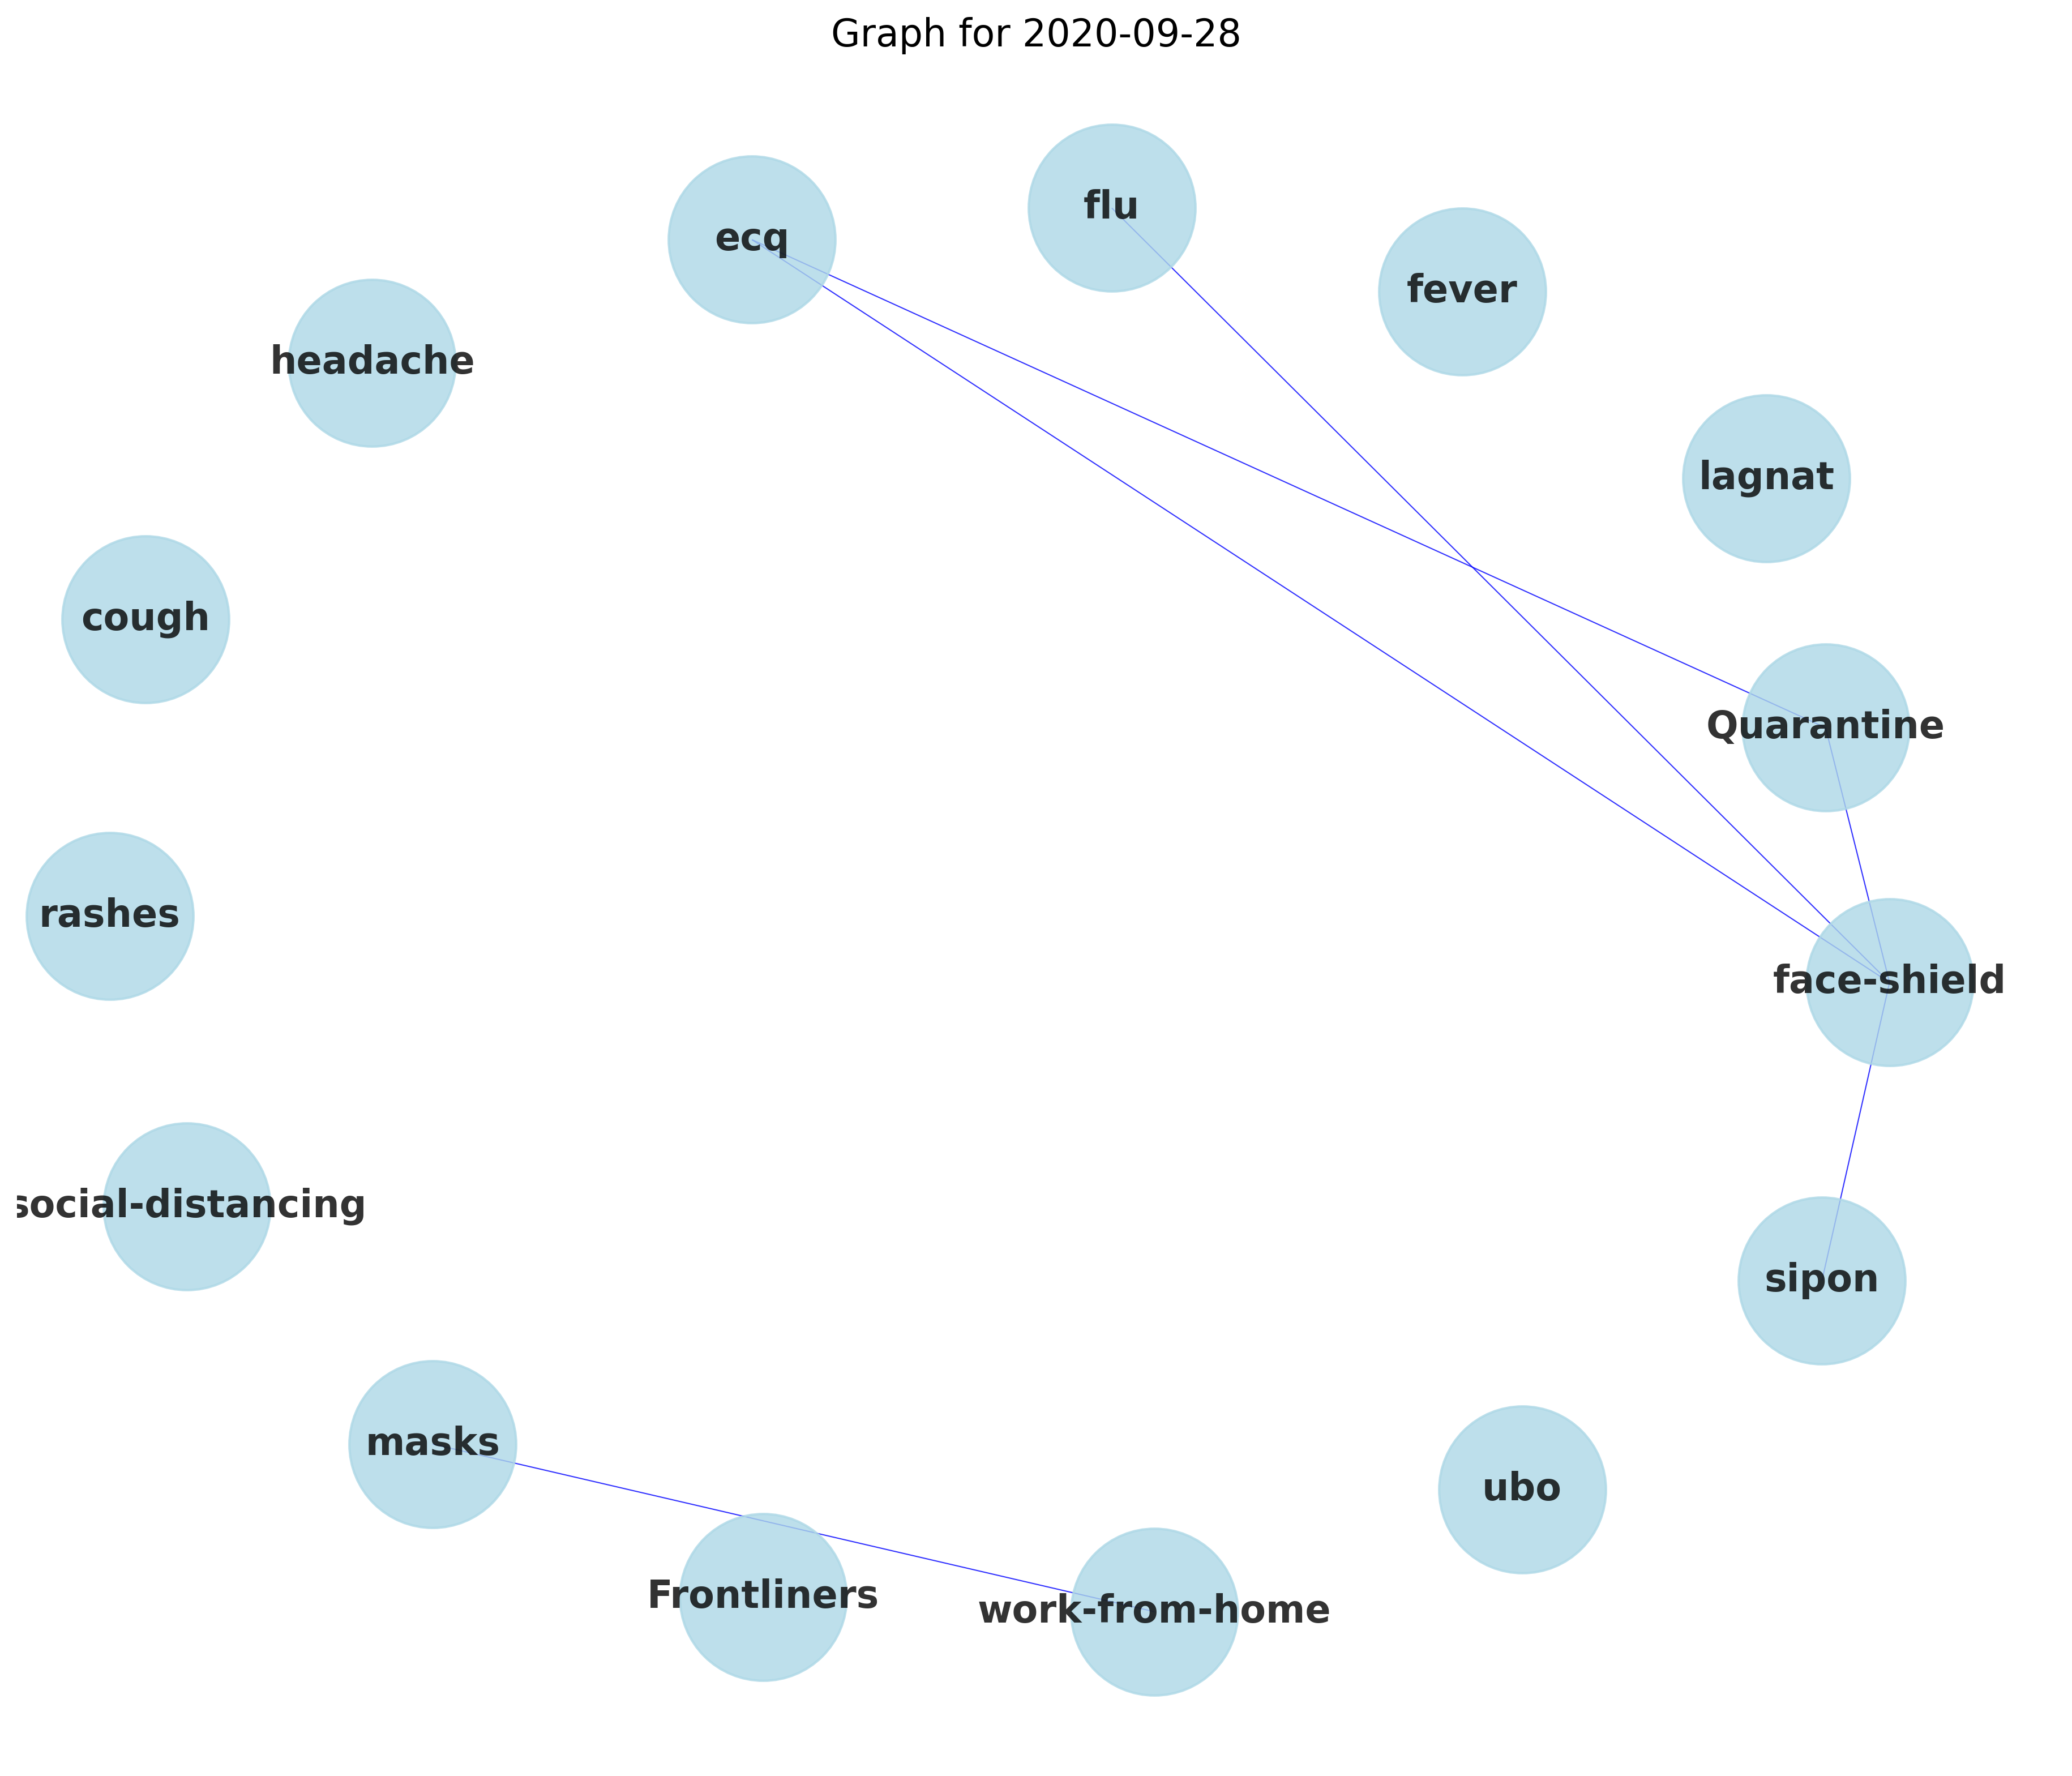 Graph for 2020-09-28
flu
ecq
fever
headache
lagnat
cough
Quarantine
rashes
face-shield
social-distancing
sipon
masks
ubo
Frontliners
work-from-home